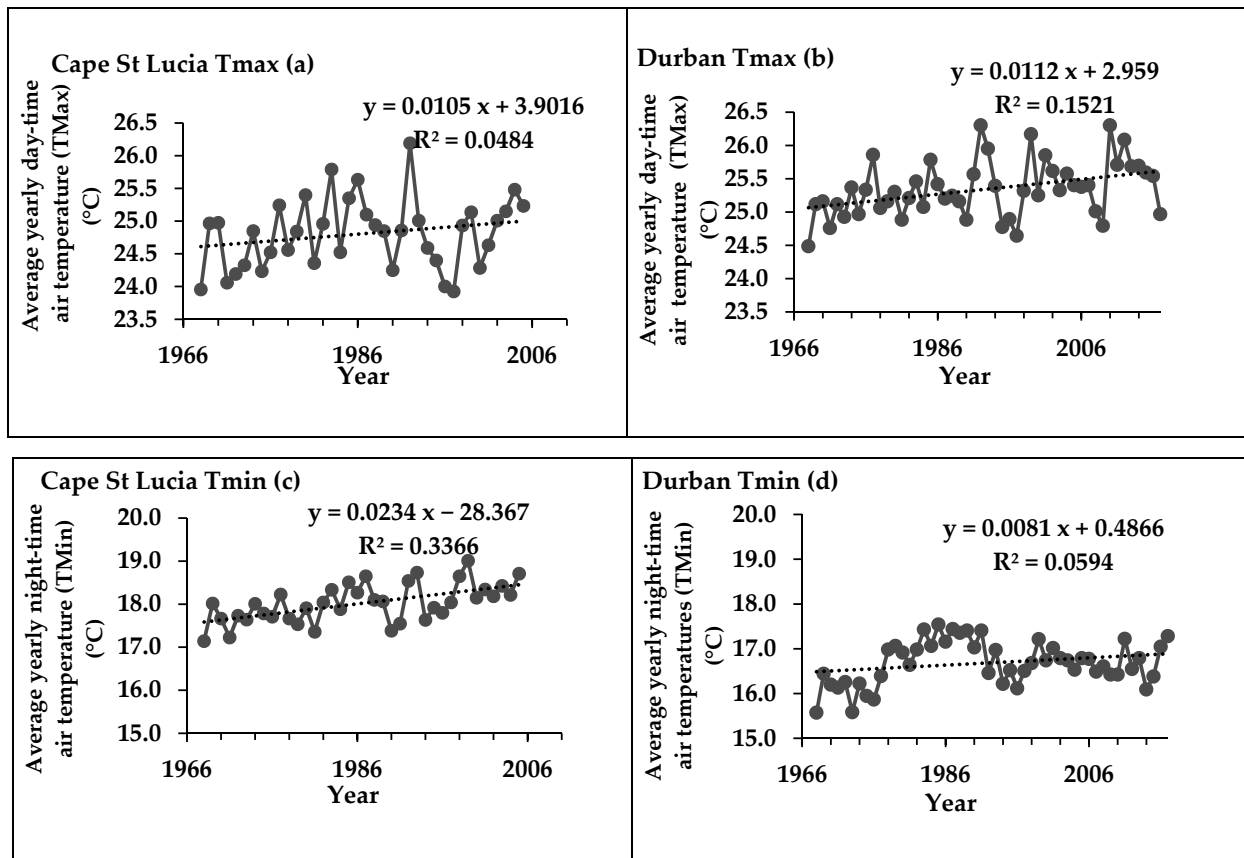 Cape St Lucia Tmax (a)
y = 0.0105 x + 3.9016
R² = 0.0484
Average yearly day-time
air temperature (TMax)
(°C)
26.5
26.0
25.5
25.0
24.5
24.0
23.5
1966
1986
2006
Year
Durban Tmax (b)
y = 0.0112 x + 2.959
R² = 0.1521
Average yearly day-time
air temperature (TMax)
(°C)
26.5
26.0
25.5
25.0
24.5
24.0
23.5
1966
1986
2006
Year
Cape St Lucia Tmin (c)
y = 0.0234 x − 28.367
R² = 0.3366
Average yearly night-time
air temperature (TMin)
(°C)
20.0
19.0
18.0
17.0
16.0
15.0
1966
1986
2006
Year
Durban Tmin (d)
y = 0.0081 x + 0.4866
R² = 0.0594
Average yearly night-time
air temperatures (TMin)
(°C)
20.0
19.0
18.0
17.0
16.0
15.0
1966
1986
2006
Year